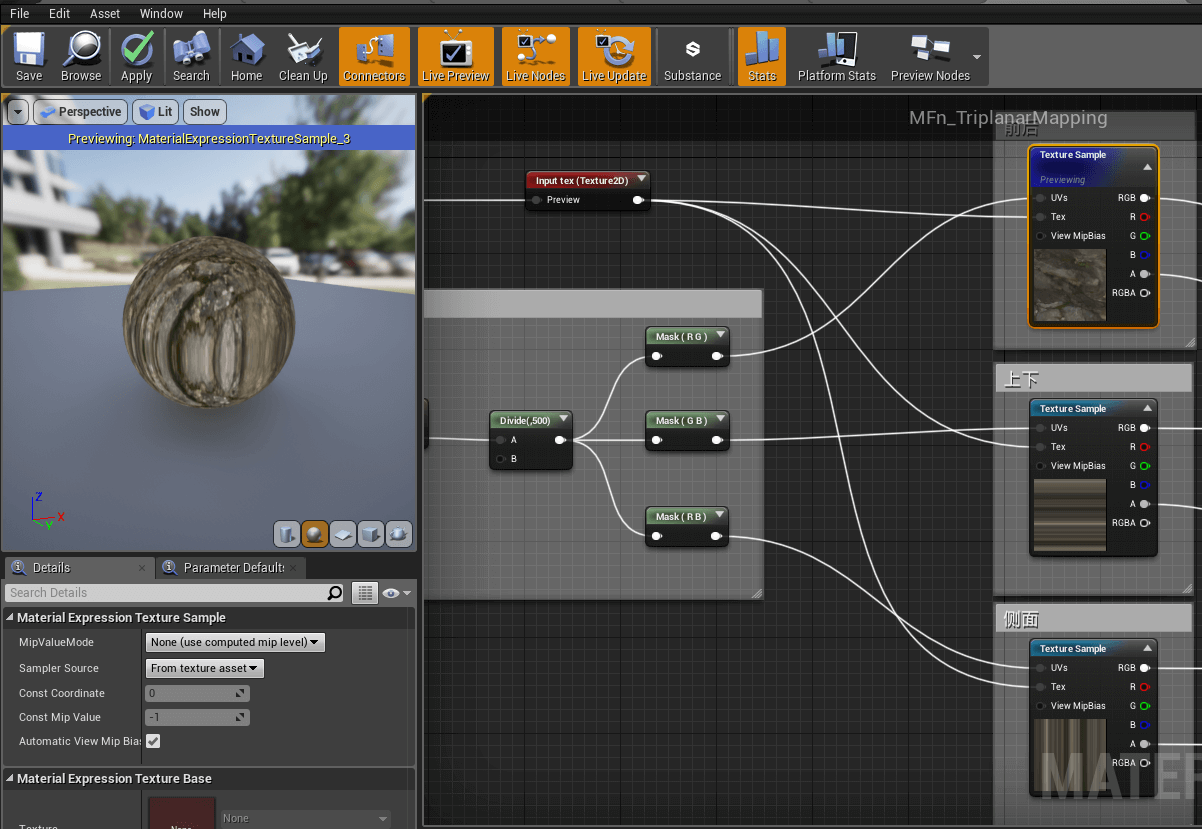 File Edit Asset Window Help
Save Browse Apply Search Home Clean Up Connectors Live Preview Live Nodes Live Update Substance Stats Platform Stats Preview Nodes
Perspective Lit Show
Previewing: MaterialExpressionTextureSample_3
Z
X
Y
Details × Parameter Defaults ×
Search Details
Material Expression Texture Sample
MipValueMode None (use computed mip level)
Sampler Source From texture asset
Const Coordinate 0
Const Mip Value -1
Automatic View Mip Bias
Material Expression Texture Base
Texture None None
MFn_TriplanarMapping
Input tex (Texture2D)
Preview
Divide(,500)
A
B
Mask ( R G )
Mask ( G B )
Mask ( R B )
前后
Texture Sample
Previewing
UVs RGB
Tex R
View MipBias G
B
A
RGBA
上下
Texture Sample
UVs RGB
Tex R
View MipBias G
B
A
RGBA
侧面
Texture Sample
UVs RGB
Tex R
View MipBias G
B
A
RGBA
MATER